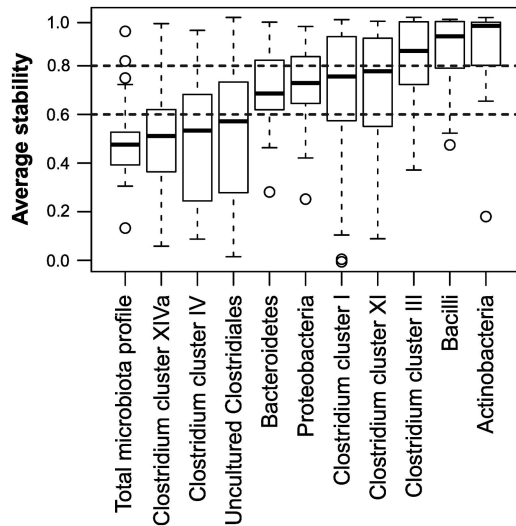 Average stability
1.0
0.8
0.6
0.4
0.2
0.0
Total microbiota profile
Clostridium cluster XIVa
Clostridium cluster IV
Uncultured Clostridiales
Bacteroidetes
Proteobacteria
Clostridium cluster I
Clostridium cluster XI
Clostridium cluster III
Bacilli
Actinobacteria